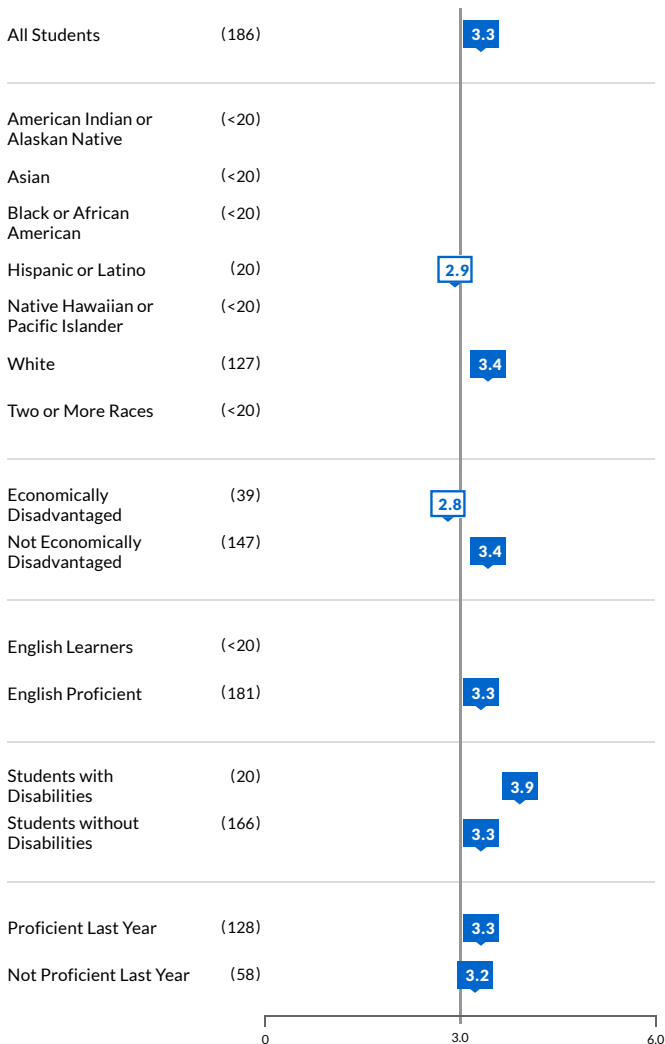 All Students (186) 3.3
American Indian or (<20)
Alaskan Native
Asian (<20)
Black or African (<20)
American
Hispanic or Latino (20) 2.9
Native Hawaiian or (<20)
Pacific Islander
White (127) 3.4
Two or More Races (<20)
Economically (39) 2.8
Disadvantaged
Not Economically (147) 3.4
Disadvantaged
English Learners (<20)
English Proficient (181) 3.3
Students with (20) 3.9
Disabilities
Students without (166) 3.3
Disabilities
Proficient Last Year (128) 3.3
Not Proficient Last Year (58) 3.2
0 3.0 6.0